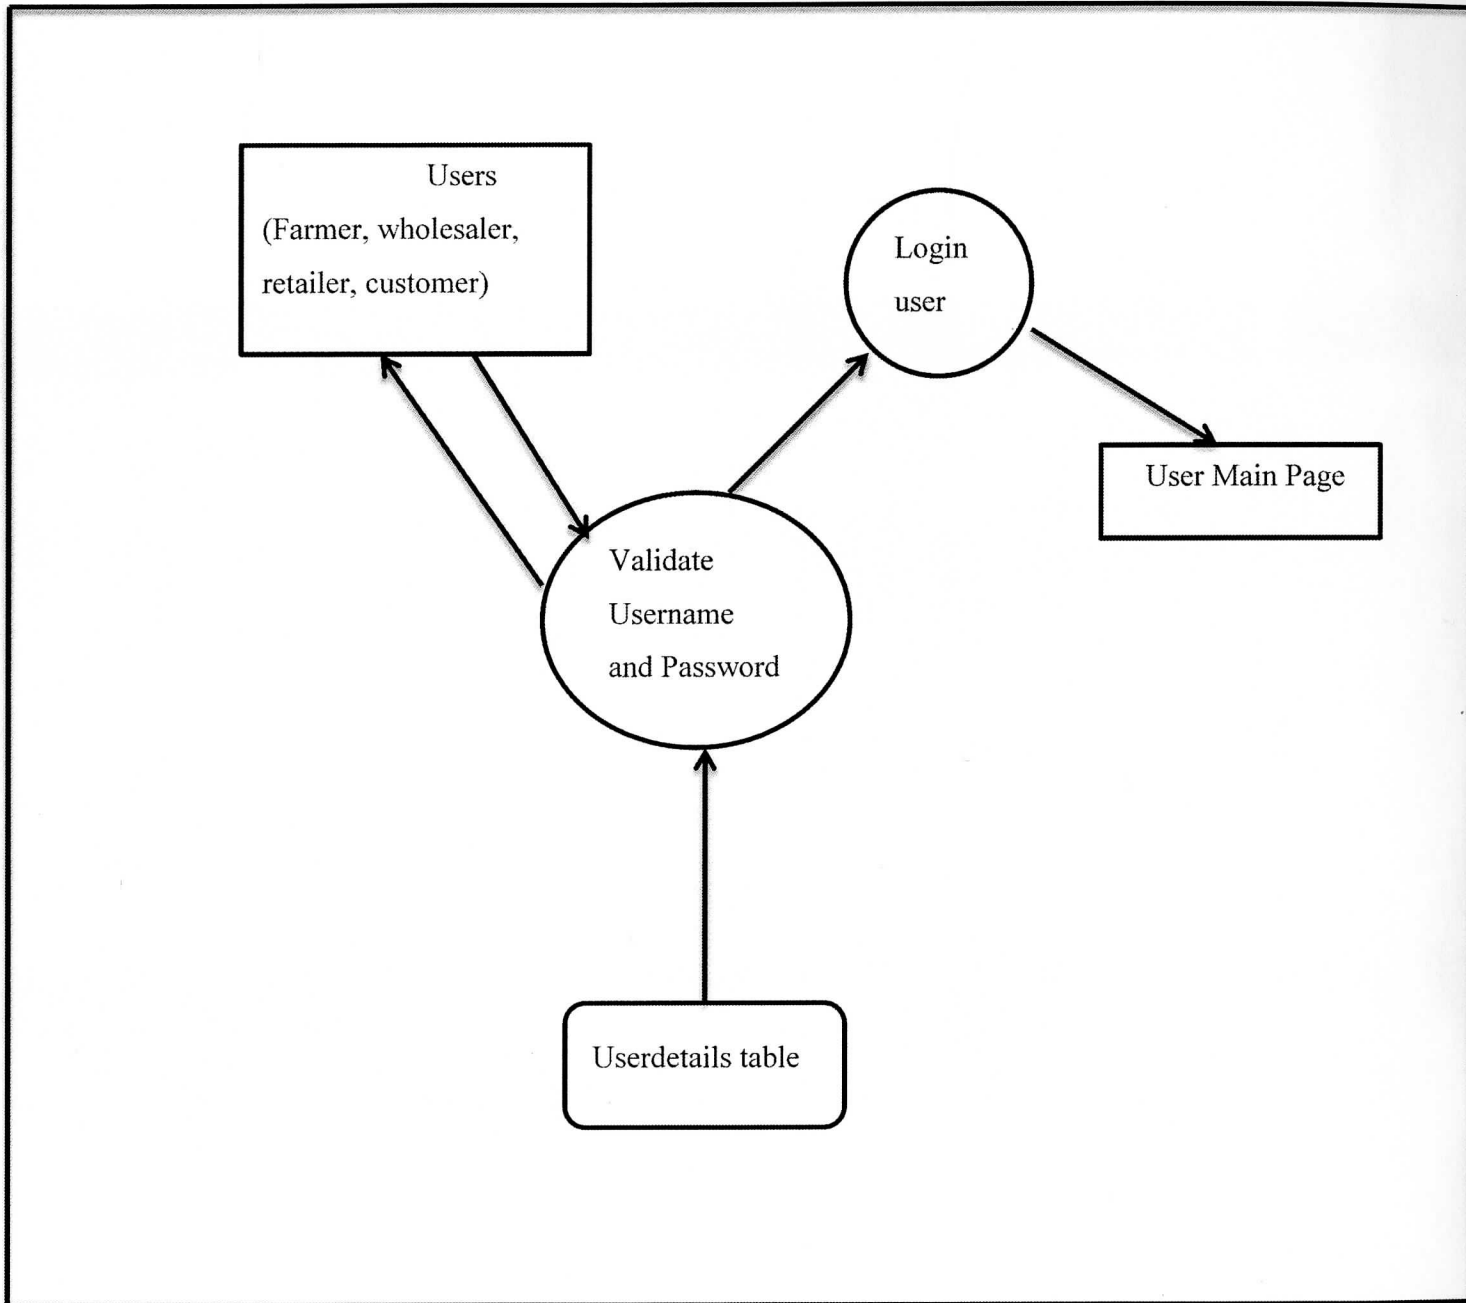 Users
(Farmer, wholesaler,
retailer, customer)
Login
user
User Main Page
Validate
Username
and Password
Userdetails table